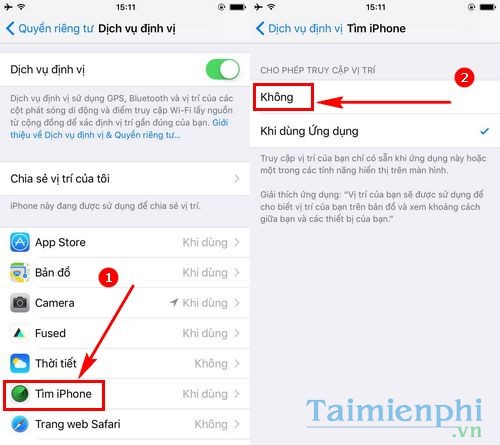 15:11
Quyền riêng tư Dịch vụ định vị
Dịch vụ định vị
Dịch vụ định vị sử dụng GPS, Bluetooth và vị trí của các
cột phát sóng di động và điểm truy cập Wi-Fi lấy nguồn
từ cộng đồng để xác định vị trí gần đúng của bạn. Giới
thiệu về Dịch vụ định vị & Quyền riêng tư...
Chia sẻ vị trí của tôi
iPhone này đang được sử dụng để chia sẻ vị trí.
App Store Khi dùng
Bản đồ Khi dùng
1
Camera Khi dùng
Fused Khi dùng
Thời tiết Không
Tìm iPhone Khi dùng
Trang web Safari Không
15:11
Dịch vụ định vị Tìm iPhone
CHO PHÉP TRUY CẬP VỊ TRÍ
2
Không
Khi dùng Ứng dụng
Truy cập vị trí của bạn chỉ có sẵn khi ứng dụng này hoặc
một trong các tính năng hiển thị trên màn hình.
Giải thích ứng dụng: “Vị trí của bạn sẽ được sử dụng để
cho biết vị trí của bạn trên bản đồ và xem khoảng cách
giữa bạn và các thiết bị của bạn.”
Taimienphi
.vn